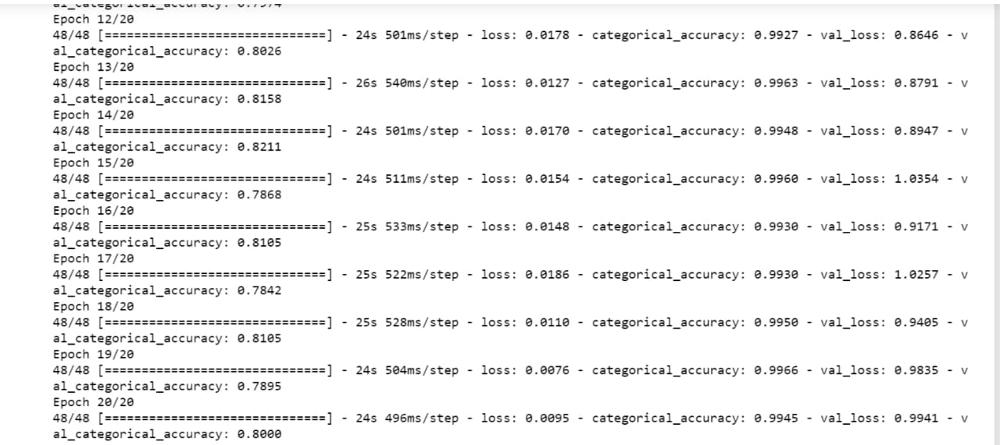 al_categorical_accuracy: 0.7974
Epoch 12/20
48/48 [==============================] - 24s 501ms/step - loss: 0.0178 - categorical_accuracy: 0.9927 - val_loss: 0.8646 - v
al_categorical_accuracy: 0.8026
Epoch 13/20
48/48 [==============================] - 26s 540ms/step - loss: 0.0127 - categorical_accuracy: 0.9963 - val_loss: 0.8791 - v
al_categorical_accuracy: 0.8158
Epoch 14/20
48/48 [==============================] - 24s 501ms/step - loss: 0.0170 - categorical_accuracy: 0.9948 - val_loss: 0.8947 - v
al_categorical_accuracy: 0.8211
Epoch 15/20
48/48 [==============================] - 24s 511ms/step - loss: 0.0154 - categorical_accuracy: 0.9960 - val_loss: 1.0354 - v
al_categorical_accuracy: 0.7868
Epoch 16/20
48/48 [==============================] - 25s 533ms/step - loss: 0.0148 - categorical_accuracy: 0.9930 - val_loss: 0.9171 - v
al_categorical_accuracy: 0.8105
Epoch 17/20
48/48 [==============================] - 25s 522ms/step - loss: 0.0186 - categorical_accuracy: 0.9930 - val_loss: 1.0257 - v
al_categorical_accuracy: 0.7842
Epoch 18/20
48/48 [==============================] - 25s 528ms/step - loss: 0.0110 - categorical_accuracy: 0.9950 - val_loss: 0.9405 - v
al_categorical_accuracy: 0.8105
Epoch 19/20
48/48 [==============================] - 24s 504ms/step - loss: 0.0076 - categorical_accuracy: 0.9966 - val_loss: 0.9835 - v
al_categorical_accuracy: 0.7895
Epoch 20/20
48/48 [==============================] - 24s 496ms/step - loss: 0.0095 - categorical_accuracy: 0.9945 - val_loss: 0.9941 - v
al_categorical_accuracy: 0.8000